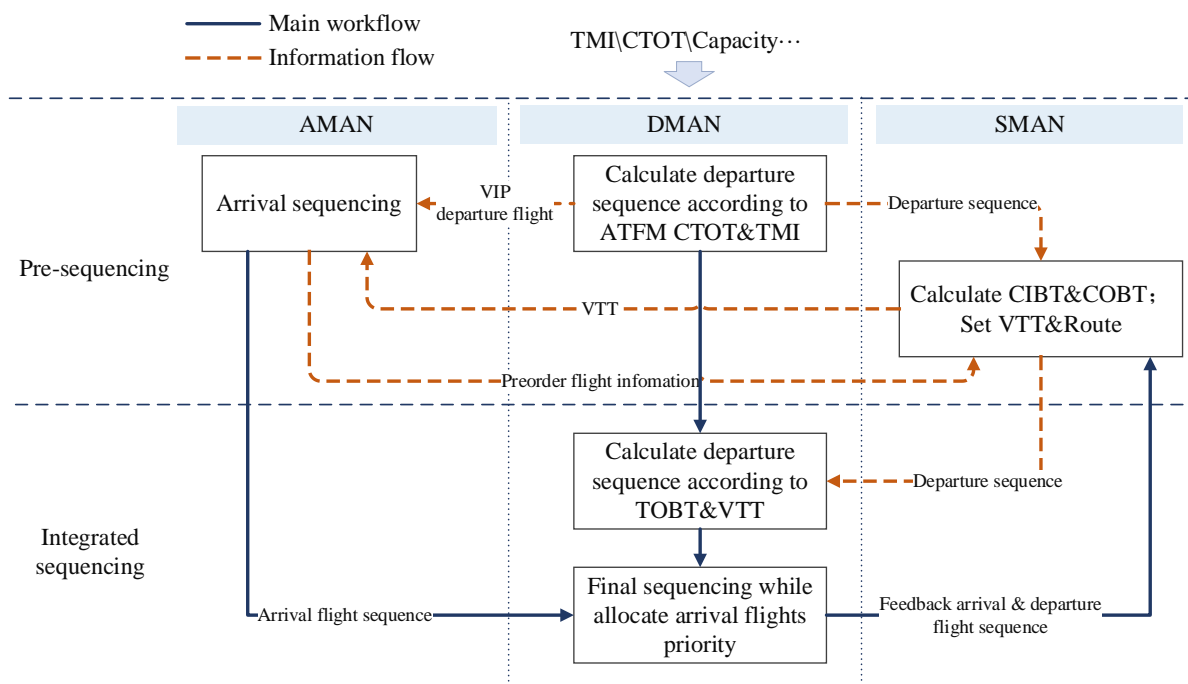 Main workflow
Information flow
TMI\CTOT\Capacity···
AMAN
DMAN
SMAN
Pre-sequencing
Arrival sequencing
VIP
departure flight
Calculate departure
sequence according to
ATFM CTOT&TMI
Departure sequence
VTT
Calculate CIBT&COBT；
Set VTT&Route
Preorder flight infomation
Integrated
sequencing
Calculate departure
sequence according to
TOBT&VTT
Departure sequence
Arrival flight sequence
Final sequencing while
allocate arrival flights
priority
Feedback arrival & departure
flight sequence